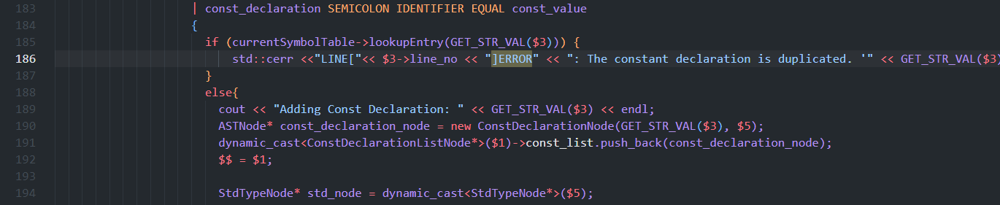 183 | const_declaration SEMICOLON IDENTIFIER EQUAL const_value
184 {
185 if (currentSymbolTable->lookupEntry(GET_STR_VAL($3))) {
186 std::cerr <<"LINE["<< $3->line_no << "]ERROR" << ": The constant declaration is duplicated. '" << GET_STR_VAL($3)
187 }
188 else{
189 cout << "Adding Const Declaration: " << GET_STR_VAL($3) << endl;
190 ASTNode* const_declaration_node = new ConstDeclarationNode(GET_STR_VAL($3), $5);
191 dynamic_cast<ConstDeclarationListNode*>($1)->const_list.push_back(const_declaration_node);
192 $$ = $1;
193
194 StdTypeNode* std_node = dynamic_cast<StdTypeNode*>($5);